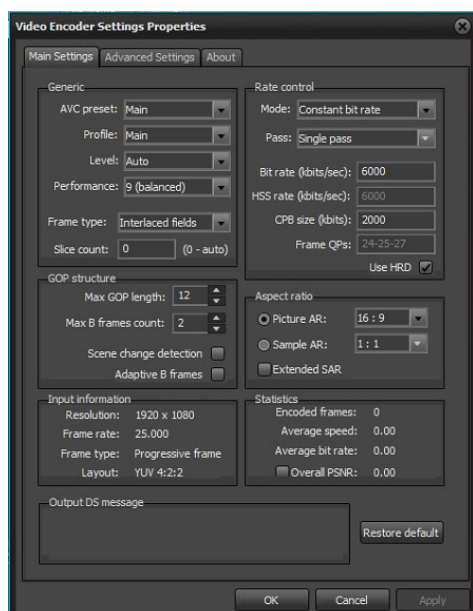 Video Encoder Settings Properties
Main Settings Advanced Settings About
Generic
AVC preset: Main
Profile: Main
Level: Auto
Performance: 9 (balanced)
Frame type: Interlaced fields
Slice count: 0 (0 - auto)
Rate control
Mode: Constant bit rate
Pass: Single pass
Bit rate (kbits/sec): 6000
HSS rate (kbits/sec): 6000
CPB size (kbits): 2000
Frame QPs: 24-25-27
Use HRD
GOP structure
Max GOP length: 12
Max B frames count: 2
Scene change detection
Adaptive B frames
Aspect ratio
Picture AR: 16 : 9
Sample AR: 1 : 1
Extended SAR
Input information
Resolution: 1920 x 1080
Frame rate: 25.000
Frame type: Progressive frame
Layout: YUV 4:2:2
Statistics
Encoded frames: 0
Average speed: 0.00
Average bit rate: 0.00
Overall PSNR: 0.00
Output DS message
Restore default
OK Cancel Apply